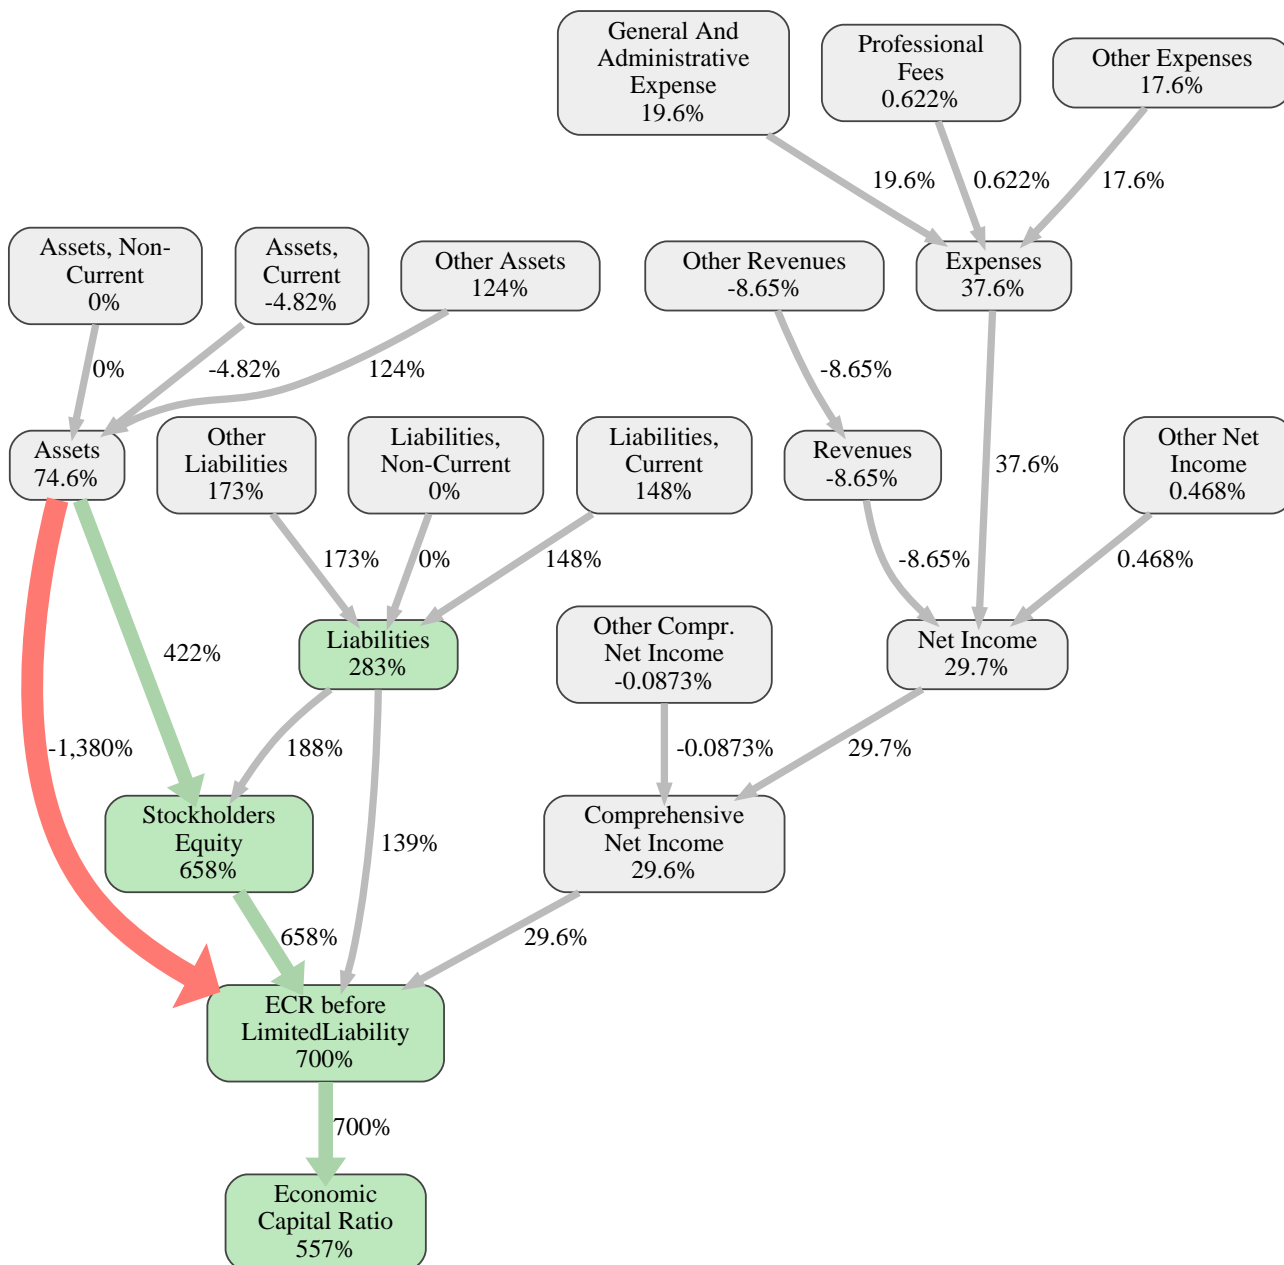 General And
Administrative
Expense
19.6%
Professional
Fees
0.622%
Other Expenses
17.6%
19.6%
0.622%
17.6%
Assets, Non-
Current
0%
Assets,
Current
-4.82%
Other Assets
124%
Other Revenues
-8.65%
Expenses
37.6%
0%
-4.82%
124%
-8.65%
Assets
74.6%
Other
Liabilities
173%
Liabilities,
Non-Current
0%
Liabilities,
Current
148%
Revenues
-8.65%
37.6%
Other Net
Income
0.468%
173%
0%
148%
-8.65%
0.468%
422%
Liabilities
283%
Other Compr.
Net Income
-0.0873%
Net Income
29.7%
-1,380%
188%
-0.0873%
29.7%
Stockholders
Equity
658%
139%
Comprehensive
Net Income
29.6%
658%
29.6%
ECR before
LimitedLiability
700%
700%
Economic
Capital Ratio
557%